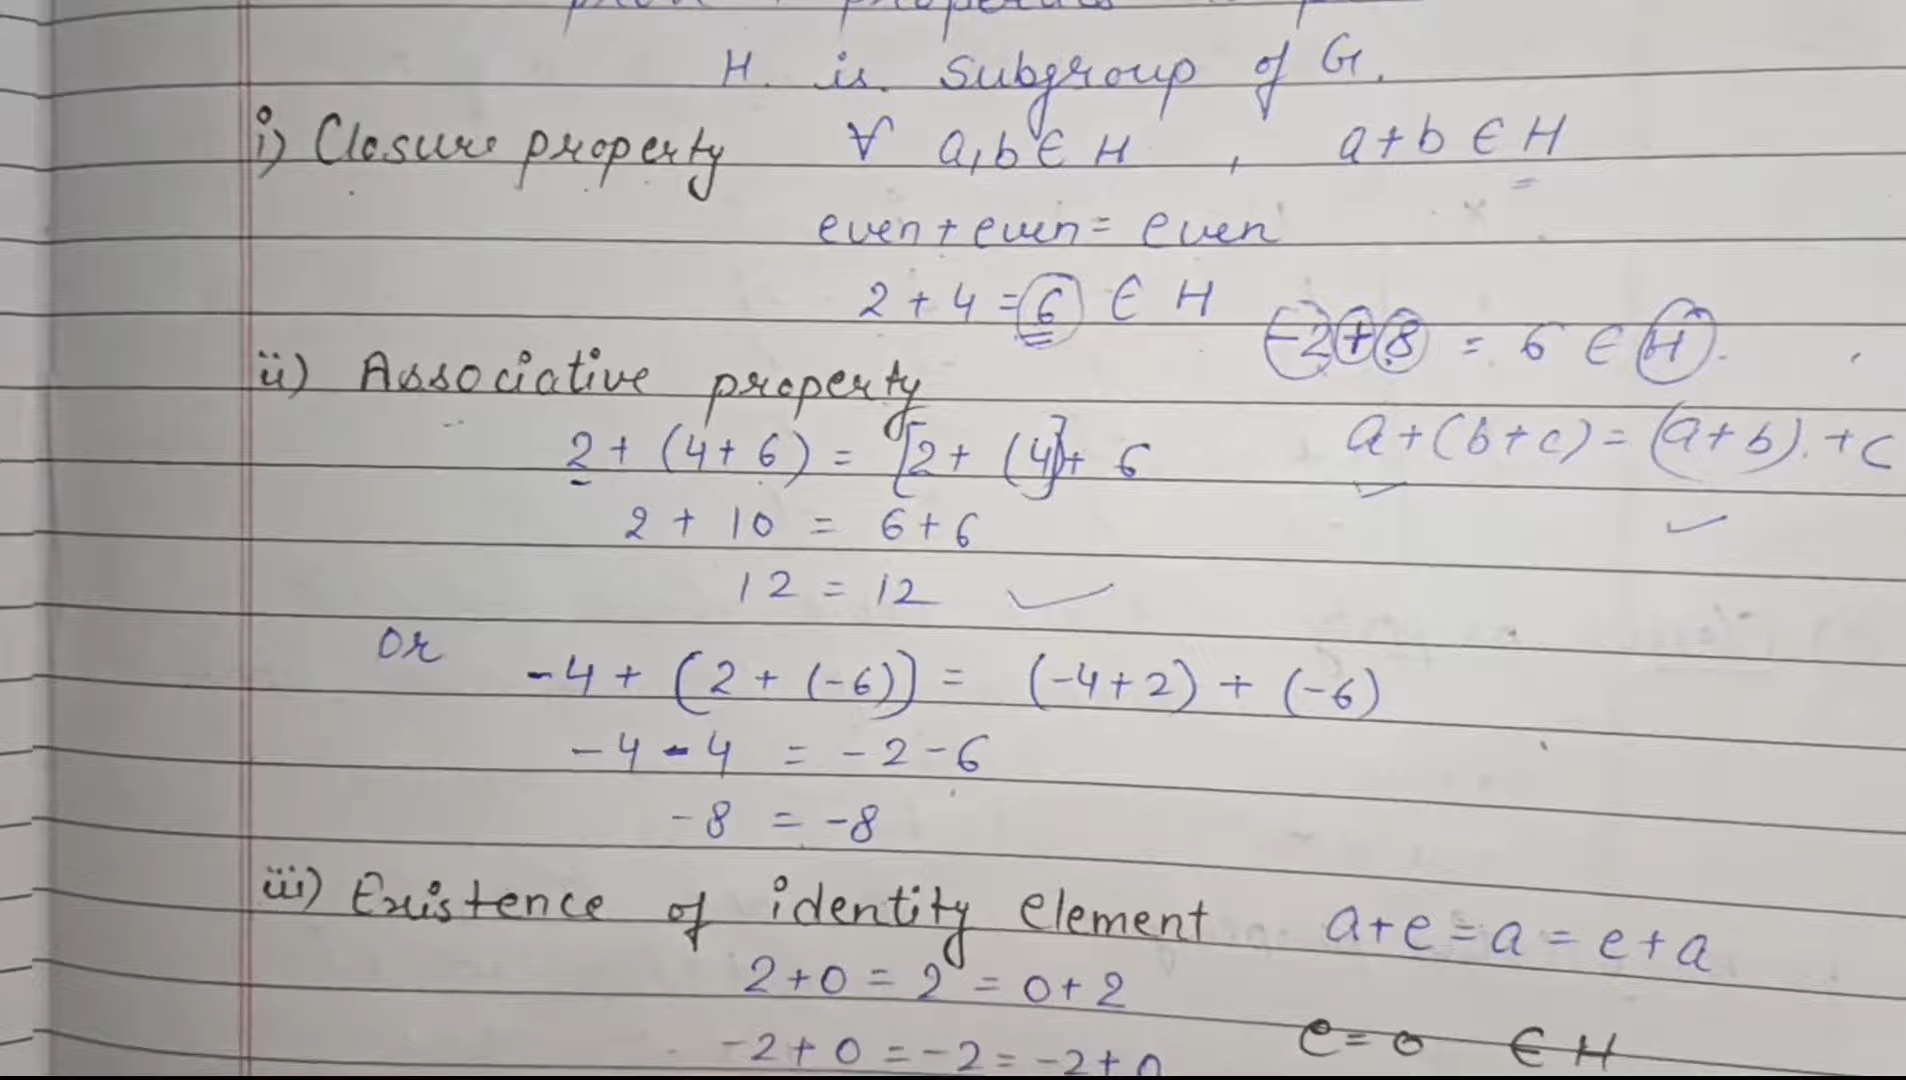 H. is. Subgroup of G.
i) Closure property ∀ a,b ∈ H , a+b ∈ H
even + even = even
2 + 4 = 6 ∈ H
-2+8 = 6 ∈ H.
ii) Associative property
2 + (4+6) = [2+ (4)]+ 6
a+(b+c) = (a+b).+c
2 + 10 = 6+6
12 = 12 ✓
or -4 + (2 + (-6)) = (-4+2) + (-6)
-4 - 4 = -2-6
-8 = -8
iii) Existence of identity element a+e = a = e+a
2+0 = 2 = 0+2
e=0 ∈ H
-2+0 = -2 = -2+0